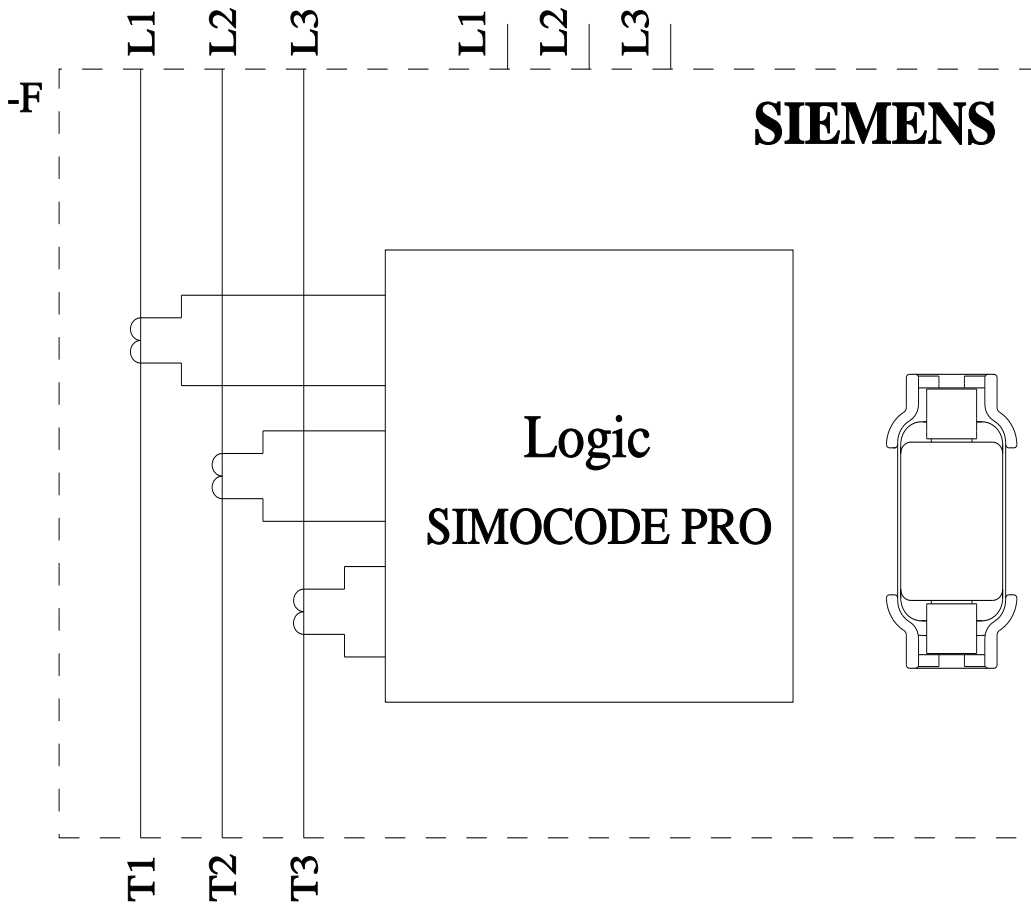 L1 L2 L3 L1 L2 L3
-F
SIEMENS
Logic
SIMOCODE PRO
T1 T2 T3